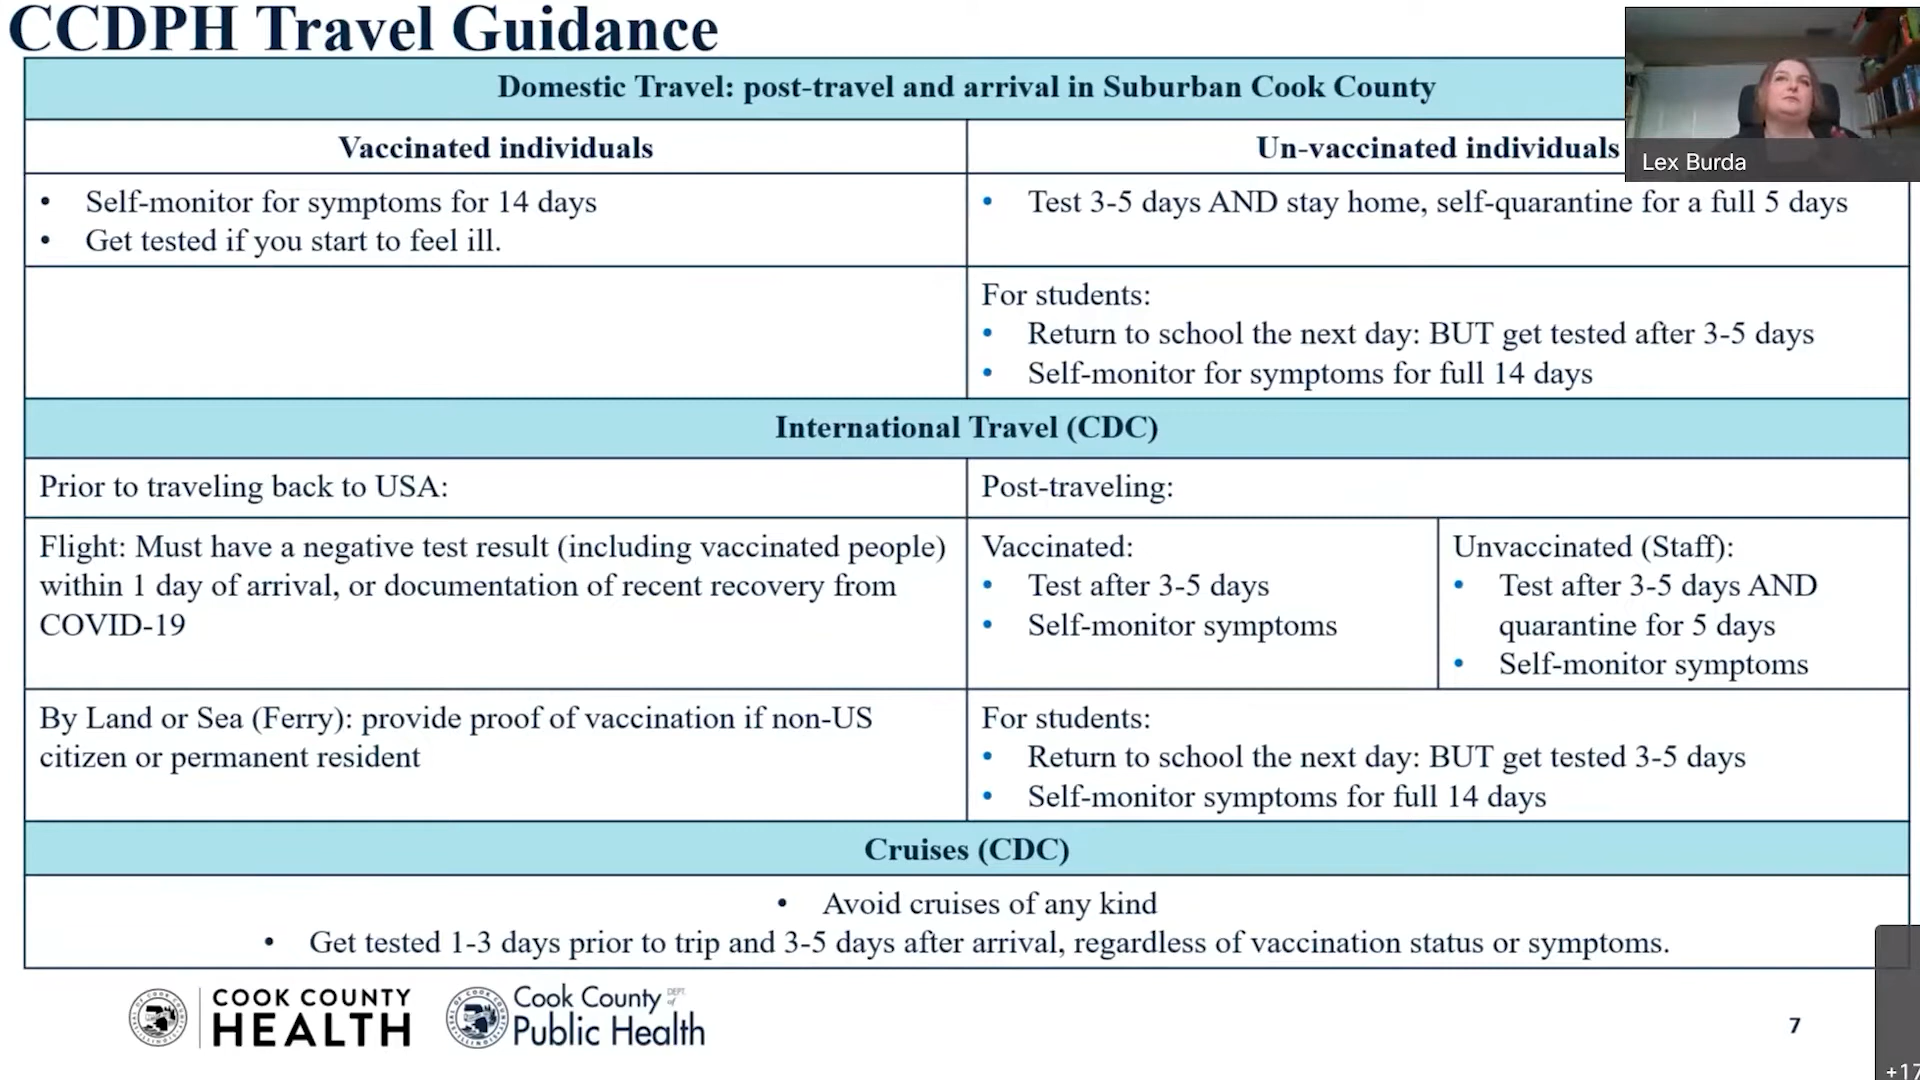 CCDPH Travel Guidance
Domestic Travel: post-travel and arrival in Suburban Cook County
Vaccinated individuals
Un-vaccinated individuals
Lex Burda
• Self-monitor for symptoms for 14 days
• Get tested if you start to feel ill.
• Test 3-5 days AND stay home, self-quarantine for a full 5 days
For students:
• Return to school the next day: BUT get tested after 3-5 days
• Self-monitor for symptoms for full 14 days
International Travel (CDC)
Prior to traveling back to USA:
Post-traveling:
Flight: Must have a negative test result (including vaccinated people)
within 1 day of arrival, or documentation of recent recovery from
COVID-19
Vaccinated:
• Test after 3-5 days
• Self-monitor symptoms
Unvaccinated (Staff):
• Test after 3-5 days AND
quarantine for 5 days
• Self-monitor symptoms
By Land or Sea (Ferry): provide proof of vaccination if non-US
citizen or permanent resident
For students:
• Return to school the next day: BUT get tested 3-5 days
• Self-monitor symptoms for full 14 days
Cruises (CDC)
• Avoid cruises of any kind
• Get tested 1-3 days prior to trip and 3-5 days after arrival, regardless of vaccination status or symptoms.
COOK COUNTY
HEALTH
Cook County DEPT. of
Public Health
7
+17